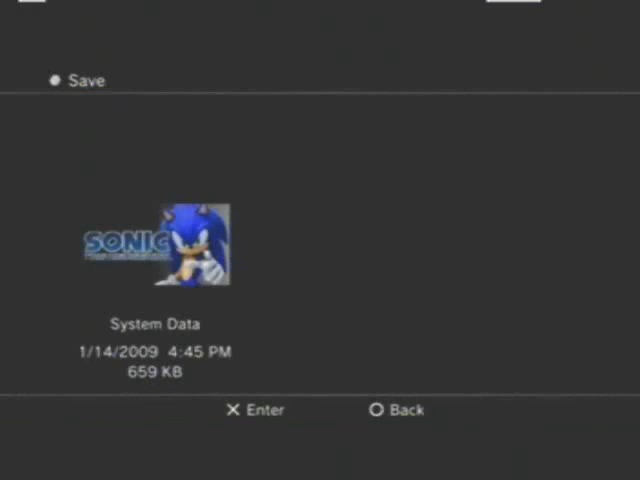 Save
SONIC
System Data
1/14/2009 4:45 PM
659 KB
Enter
Back